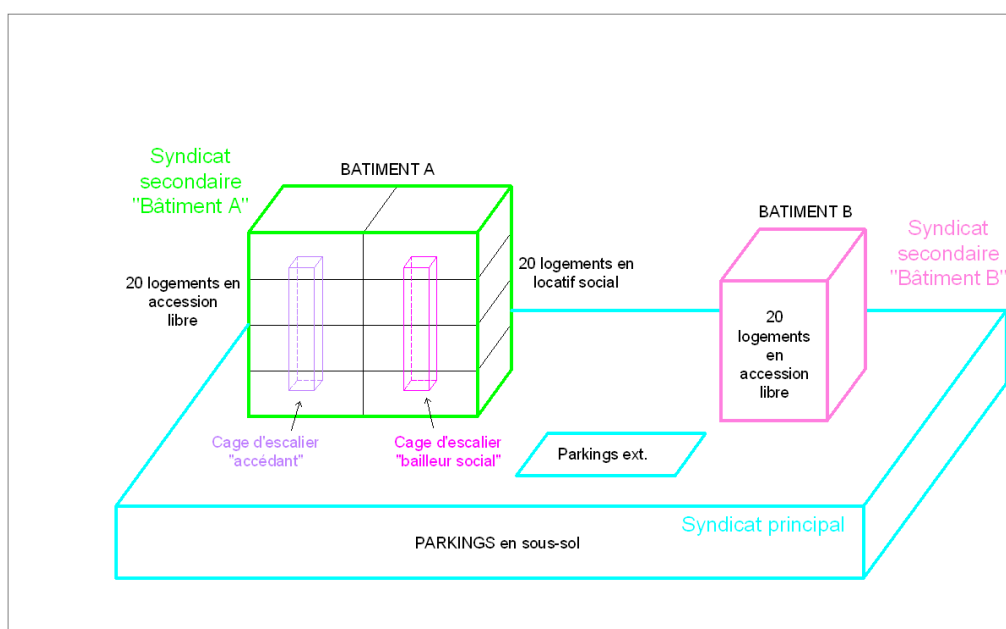 Syndicat
secondaire
"Bâtiment A"
BATIMENT A
BATIMENT B
Syndicat
secondaire
"Bâtiment B"
20 logements en
accession
libre
20 logements en
locatif social
20
logements
en
accession
libre
Cage d'escalier
"accédant"
Cage d'escalier
"bailleur social"
Parkings ext.
Syndicat principal
PARKINGS en sous-sol